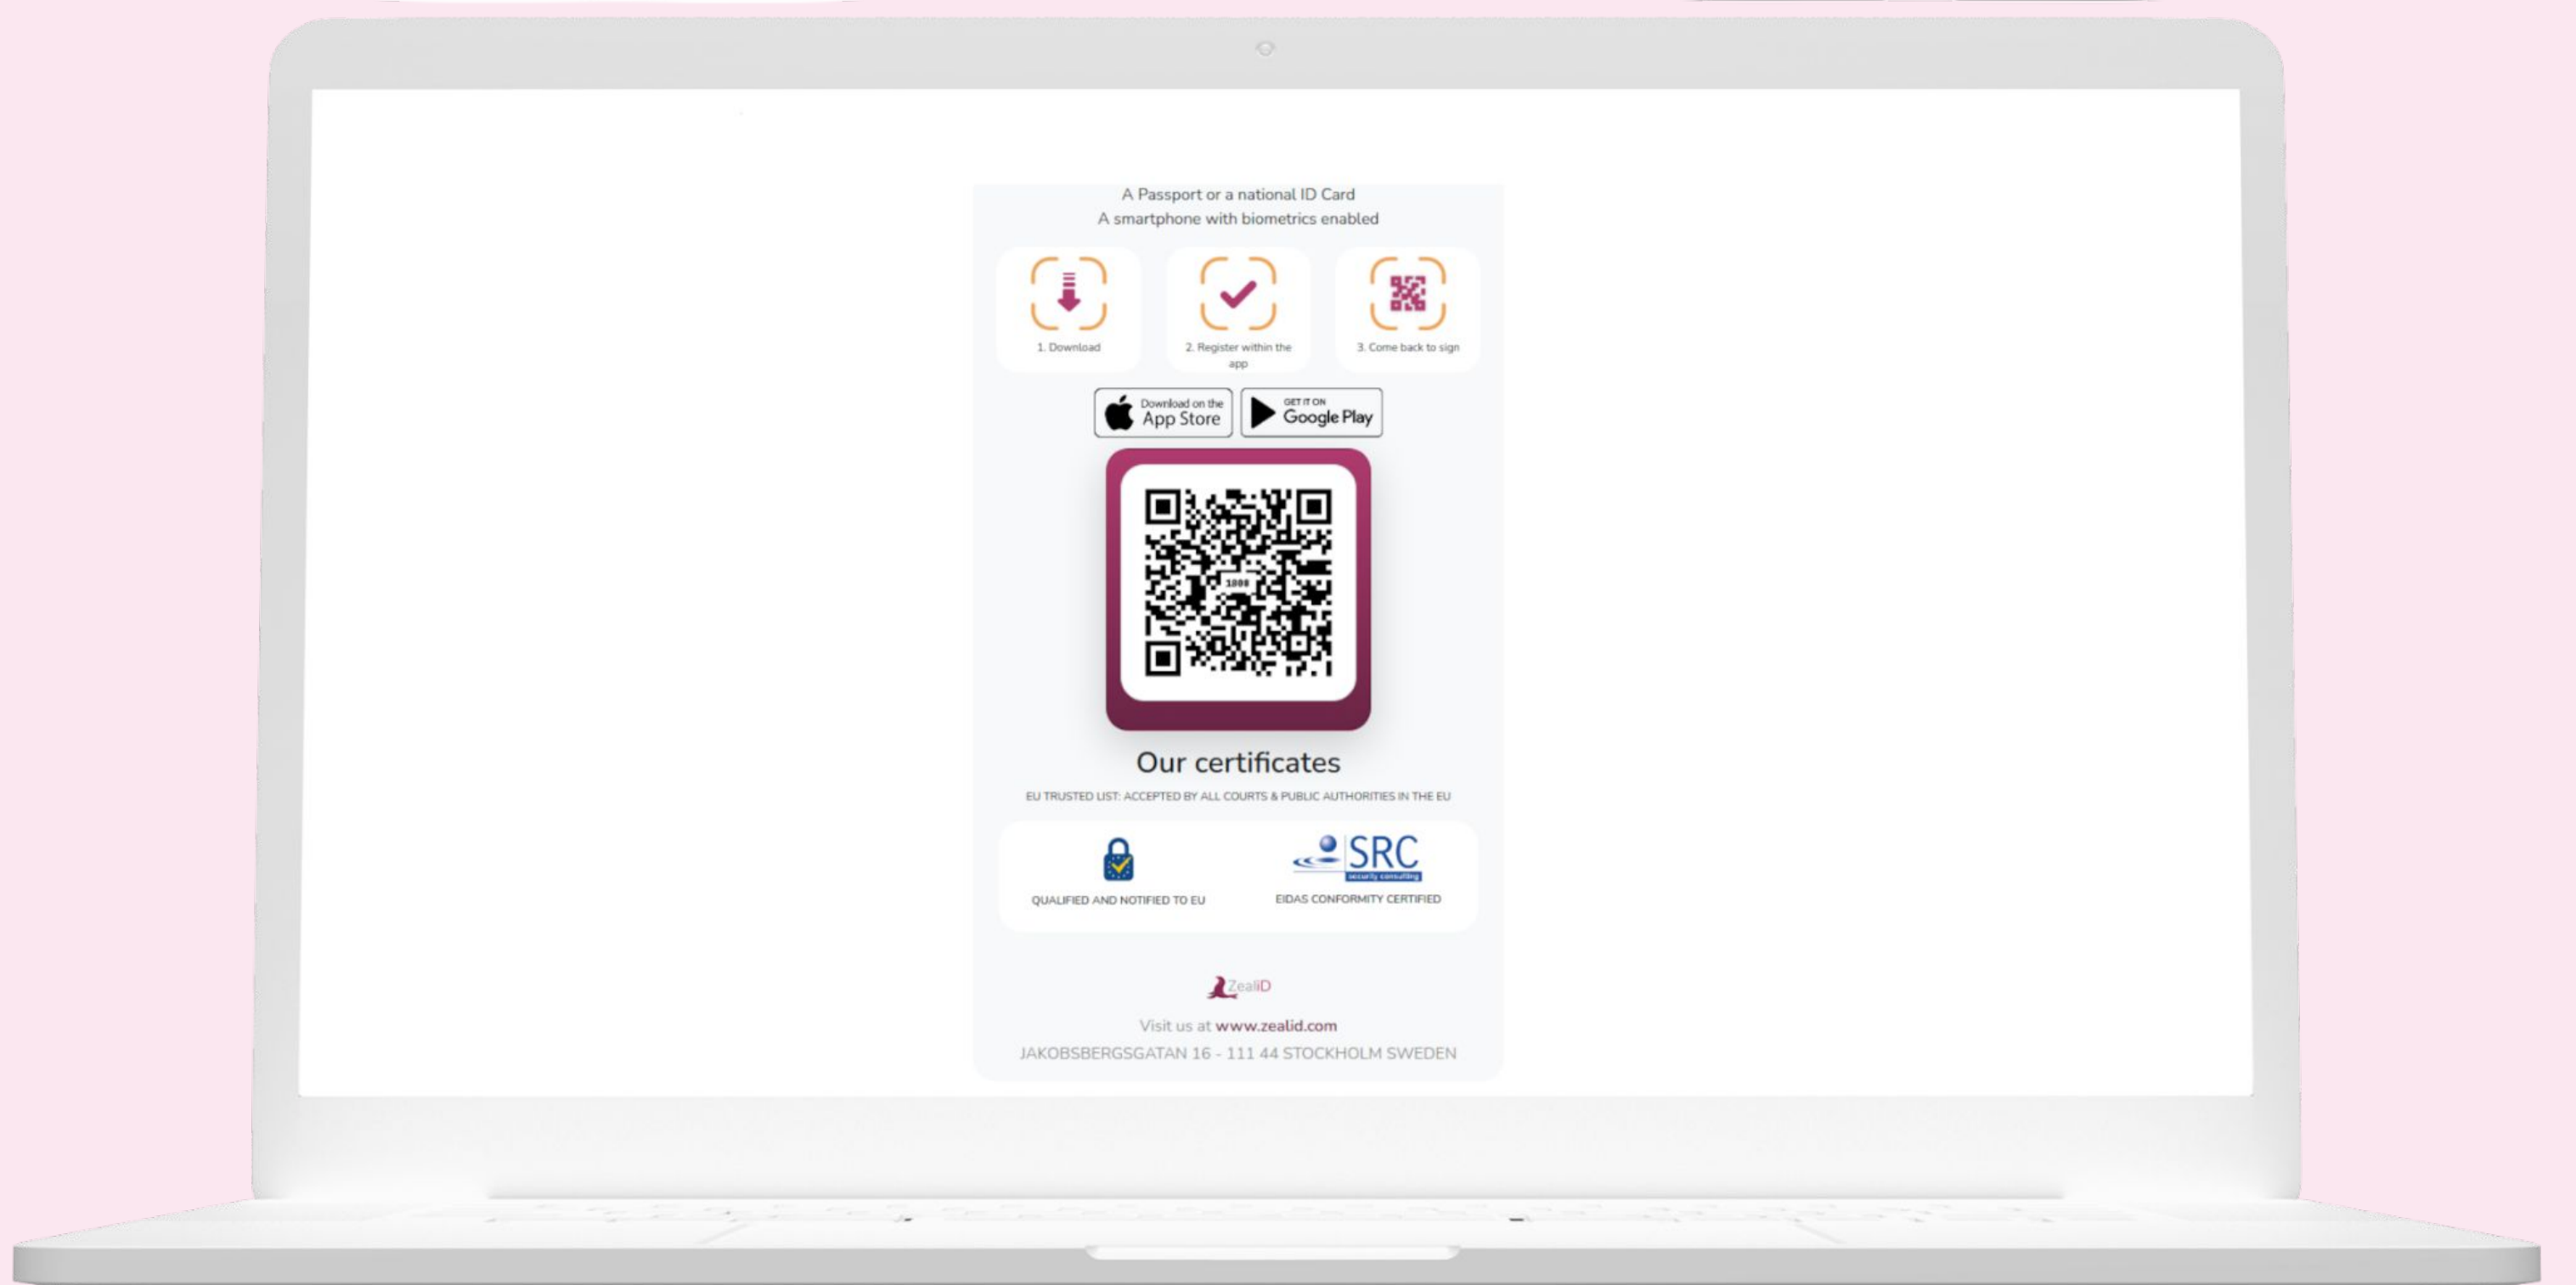 A Passport or a national ID Card
A smartphone with biometrics enabled
1. Download
2. Register within the
app
3. Come back to sign
Download on the
App Store
GET IT ON
Google Play
1808
Our certificates
EU TRUSTED LIST: ACCEPTED BY ALL COURTS & PUBLIC AUTHORITIES IN THE EU
QUALIFIED AND NOTIFIED TO EU
SRC
security consulting
EIDAS CONFORMITY CERTIFIED
ZealiD
Visit us at www.zealid.com
JAKOBSBERGSGATAN 16 - 111 44 STOCKHOLM SWEDEN